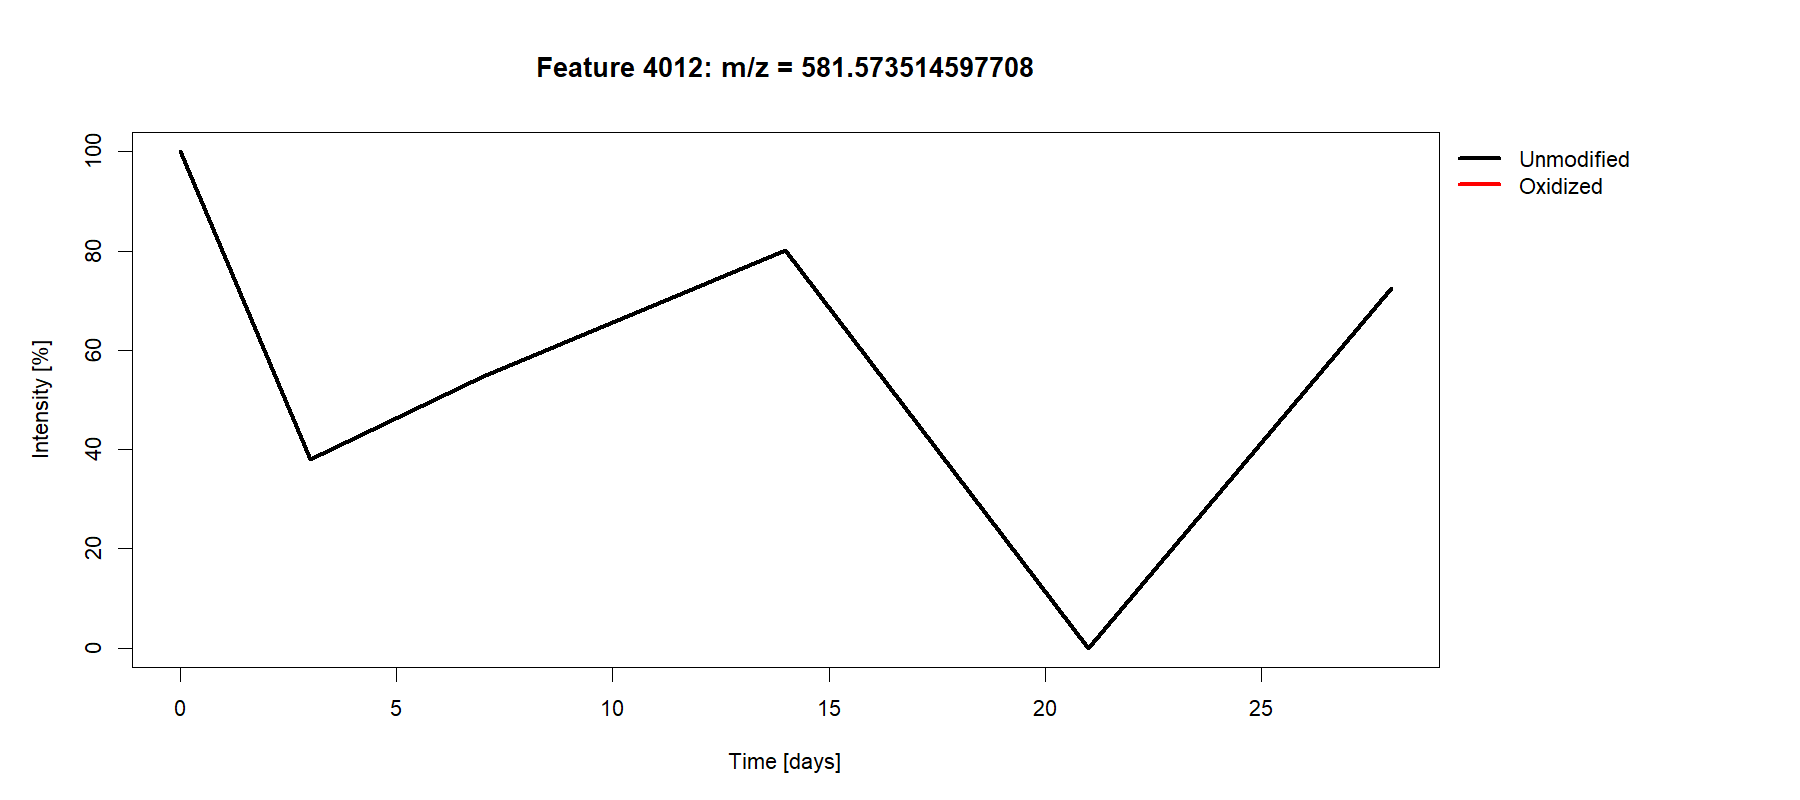 Feature 4012: m/z = 581.573514597708
Unmodified
Oxidized
Intensity [%]
100
80
60
40
20
0
0 5 10 15 20 25
Time [days]